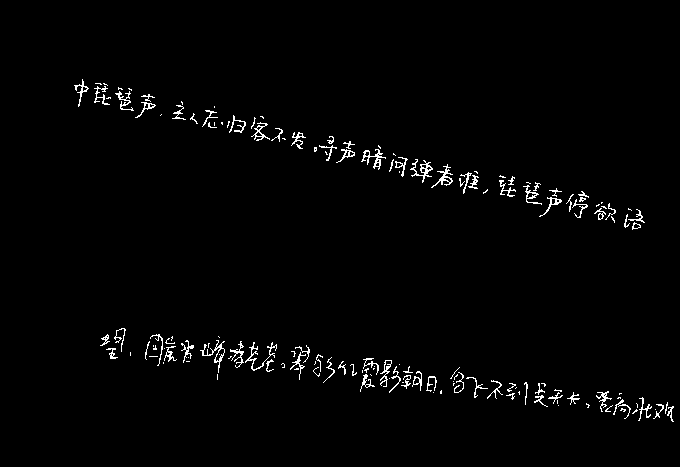 中琵琶声,主人忘归客不发。寻声暗问弹者谁,琵琶声停欲语
望,回崖沓嶂凌苍苍。翠影红霞影朝日,鸟飞不到吴天长。登高壮观